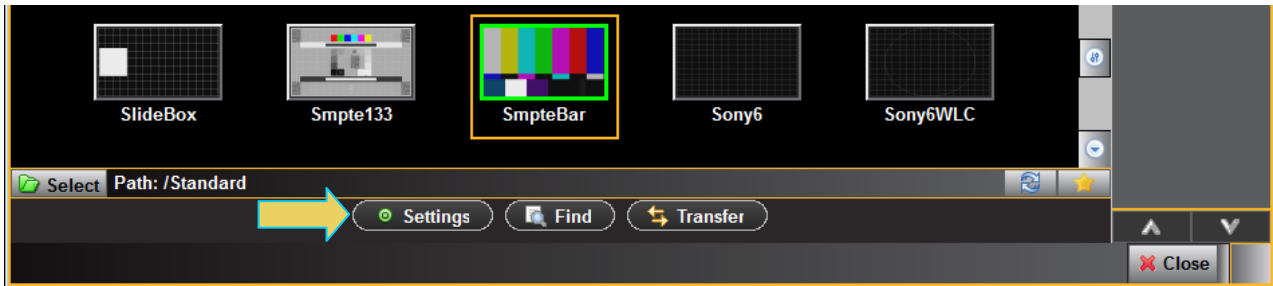 SlideBox Smpte133 SmpteBar Sony6 Sony6WLC
Select Path: /Standard
Settings Find Transfer
Close